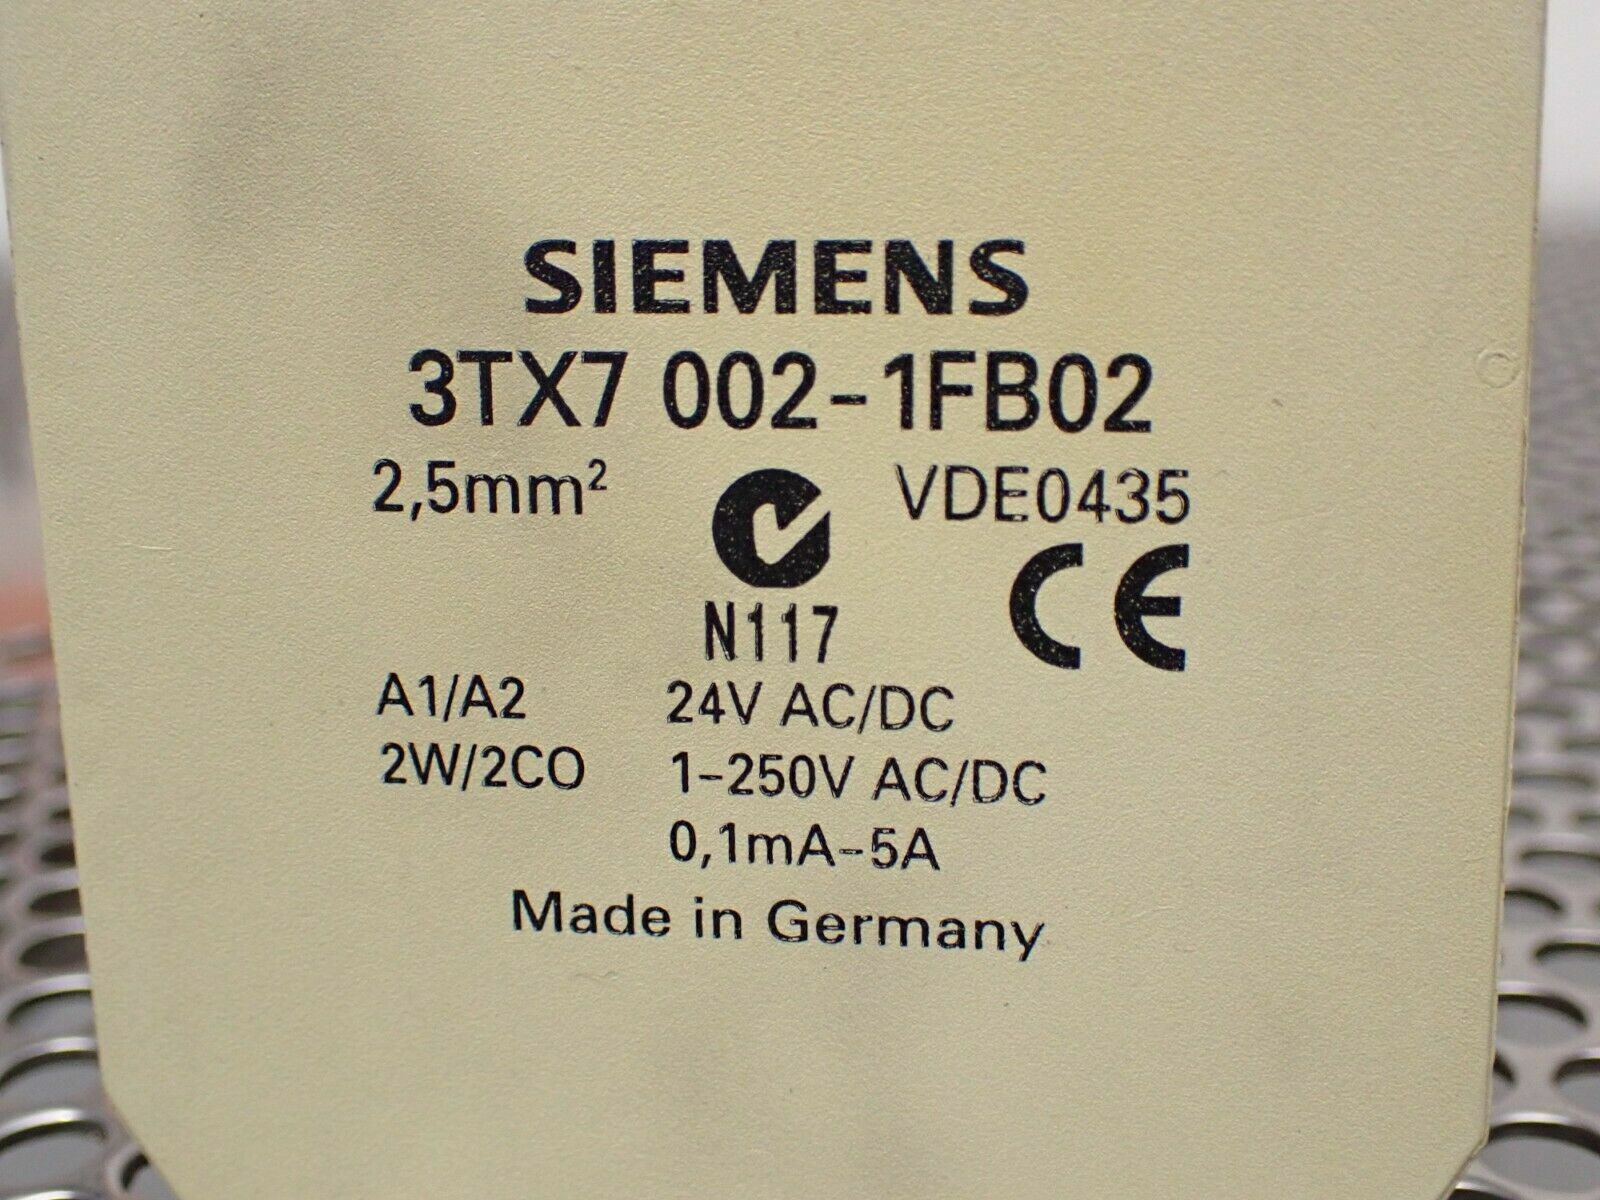 SIEMENS
3TX7 002-1FB02
2,5mm² VDE0435
CE
N117
A1/A2 24V AC/DC
2W/2CO 1-250V AC/DC
0,1mA-5A
Made in Germany